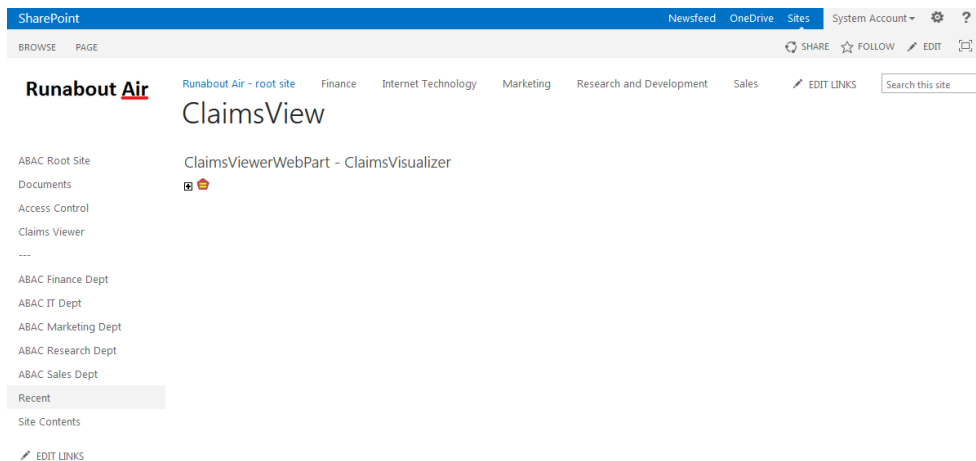 SharePoint Newsfeed OneDrive Sites System Account ?
BROWSE PAGE SHARE FOLLOW EDIT
Runabout Air
Runabout Air - root site Finance Internet Technology Marketing Research and Development Sales EDIT LINKS Search this site
ClaimsView
ClaimsViewerWebPart - ClaimsVisualizer
ABAC Root Site
Documents
Access Control
Claims Viewer
---
ABAC Finance Dept
ABAC IT Dept
ABAC Marketing Dept
ABAC Research Dept
ABAC Sales Dept
Recent
Site Contents
EDIT LINKS